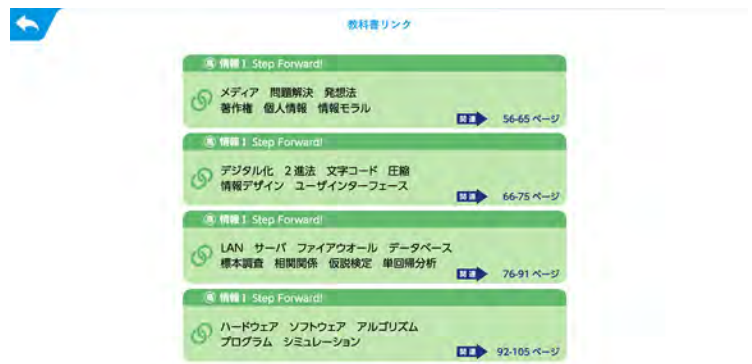 教科書リンク
高 情報Ⅰ Step Forward!
メディア 問題解決 発想法
著作権 個人情報 情報モラル
関連 56-65 ページ
高 情報Ⅰ Step Forward!
デジタル化 2進法 文字コード 圧縮
情報デザイン ユーザインターフェース
関連 66-75 ページ
高 情報Ⅰ Step Forward!
LAN サーバ ファイアウオール データベース
標本調査 相関関係 仮説検定 単回帰分析
関連 76-91 ページ
高 情報Ⅰ Step Forward!
ハードウェア ソフトウェア アルゴリズム
プログラム シミュレーション
関連 92-105 ページ